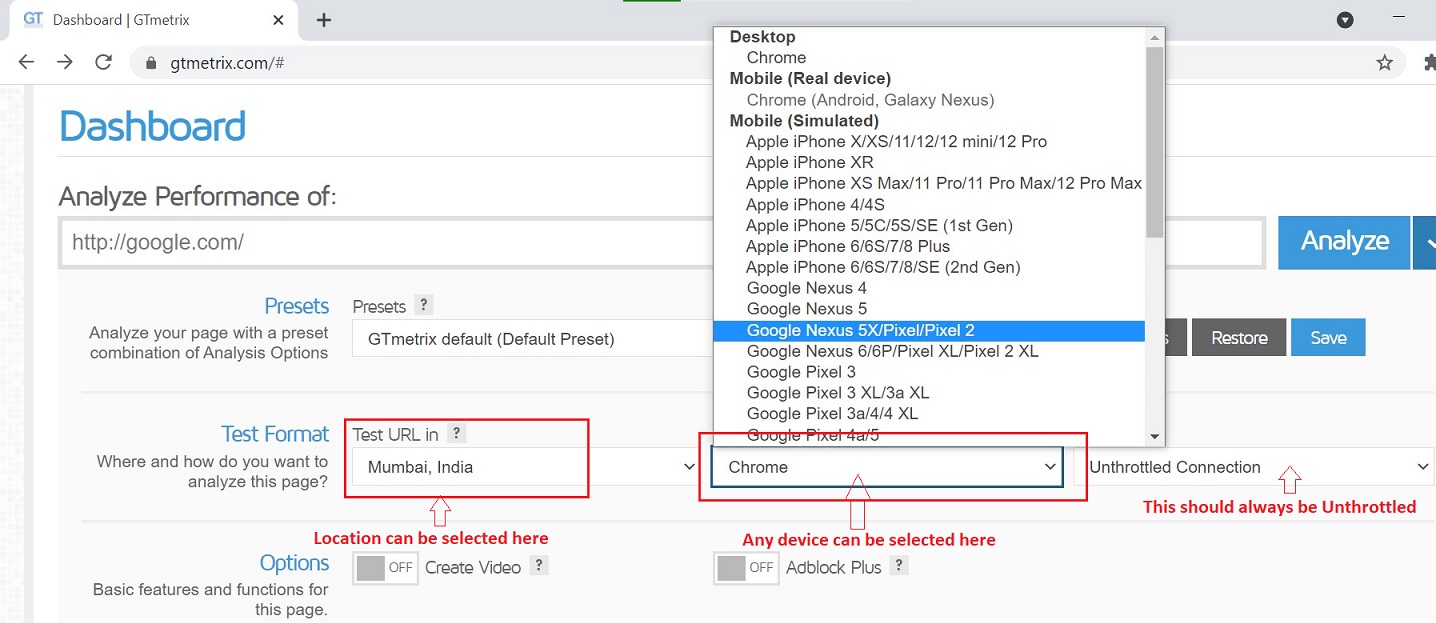 GT Dashboard | GTmetrix
gtmetrix.com/#
Dashboard
Analyze Performance of:
http://google.com/
Analyze
Desktop
Chrome
Mobile (Real device)
Chrome (Android, Galaxy Nexus)
Mobile (Simulated)
Apple iPhone X/XS/11/12/12 mini/12 Pro
Apple iPhone XR
Apple iPhone XS Max/11 Pro/11 Pro Max/12 Pro Max
Apple iPhone 4/4S
Apple iPhone 5/5C/5S/SE (1st Gen)
Apple iPhone 6/6S/7/8 Plus
Apple iPhone 6/6S/7/8/SE (2nd Gen)
Google Nexus 4
Google Nexus 5
Google Nexus 5X/Pixel/Pixel 2
Google Nexus 6/6P/Pixel XL/Pixel 2 XL
Google Pixel 3
Google Pixel 3 XL/3a XL
Google Pixel 3a/4/4 XL
Google Pixel 4a/5
Presets
Analyze your page with a preset
combination of Analysis Options
Presets ?
GTmetrix default (Default Preset)
s
Restore
Save
Test Format
Where and how do you want to
analyze this page?
Test URL in ?
Mumbai, India
Chrome
Unthrottled Connection
Location can be selected here
Any device can be selected here
This should always be Unthrottled
Options
Basic features and functions for
this page.
OFF Create Video ?
OFF Adblock Plus ?